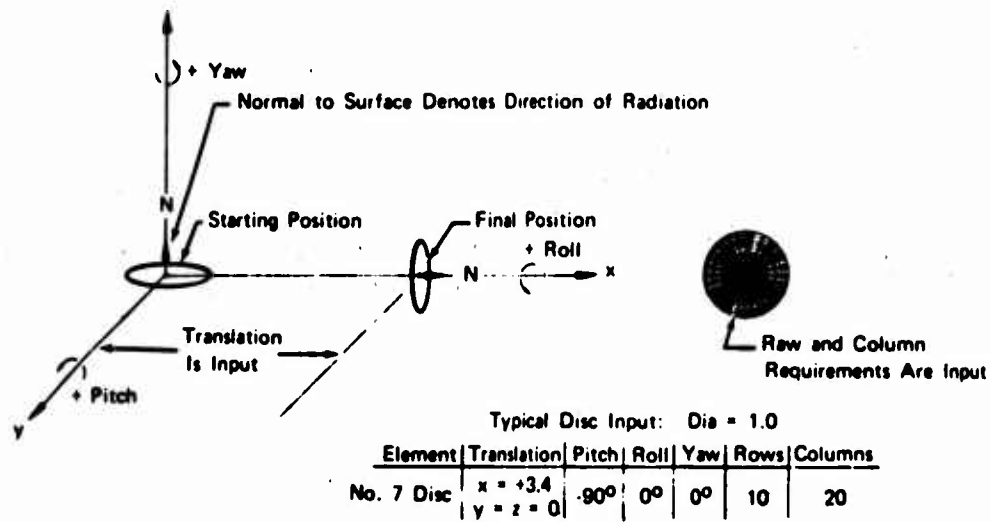 + Yaw
Normal to Surface Denotes Direction of Radiation
N
Starting Position
Final Position
+ Roll
N
x
Translation
Is Input
Raw and Column
Requirements Are Input
+ Pitch
y
Typical Disc Input: Dia = 1.0
Element Translation Pitch Roll Yaw Rows Columns
No. 7 Disc x = +3.4 y = z = 0 -90° 0° 0° 10 20